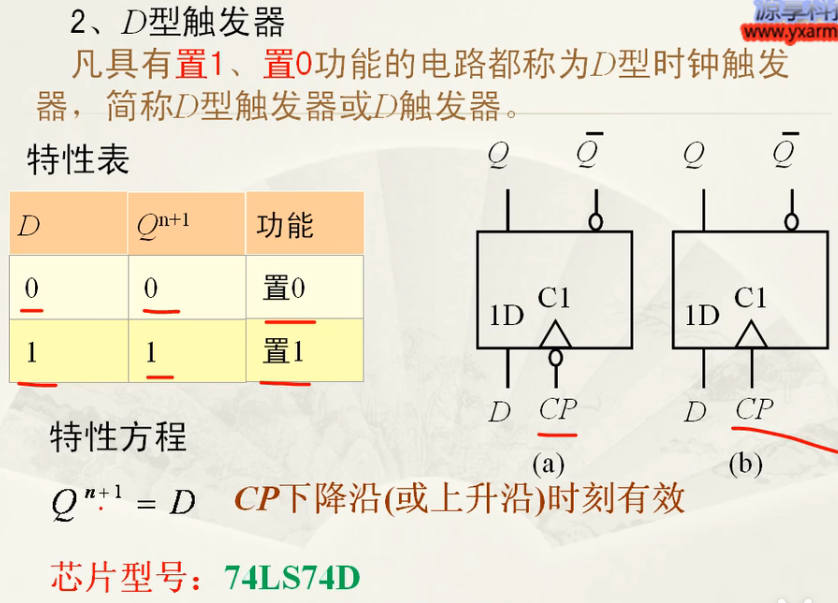 2、D型触发器
源享科技
www.yxarm
凡具有置1、置0功能的电路都称为D型时钟触发
器，简称D型触发器或D触发器。
特性表
D Qⁿ⁺¹ 功能
0 0 置0
1 1 置1
Q Q̅
1D C1
D CP
(a)
Q Q̅
1D C1
D CP
(b)
特性方程
Qⁿ⁺¹ = D CP下降沿(或上升沿)时刻有效
芯片型号：74LS74D